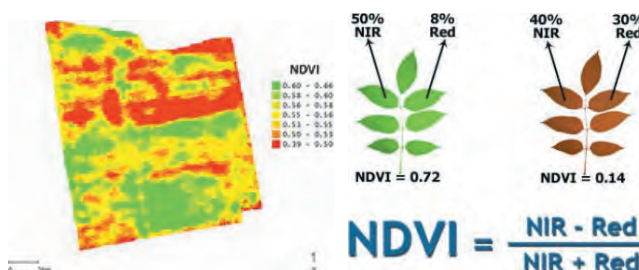 NDVI
0.60 - 0.66
0.58 - 0.60
0.56 - 0.58
0.55 - 0.56
0.53 - 0.55
0.50 - 0.53
0.39 - 0.50
50%
NIR
8%
Red
40%
NIR
30%
Red
NDVI = 0.72
NDVI = 0.14
NDVI = NIR - Red
NIR + Red